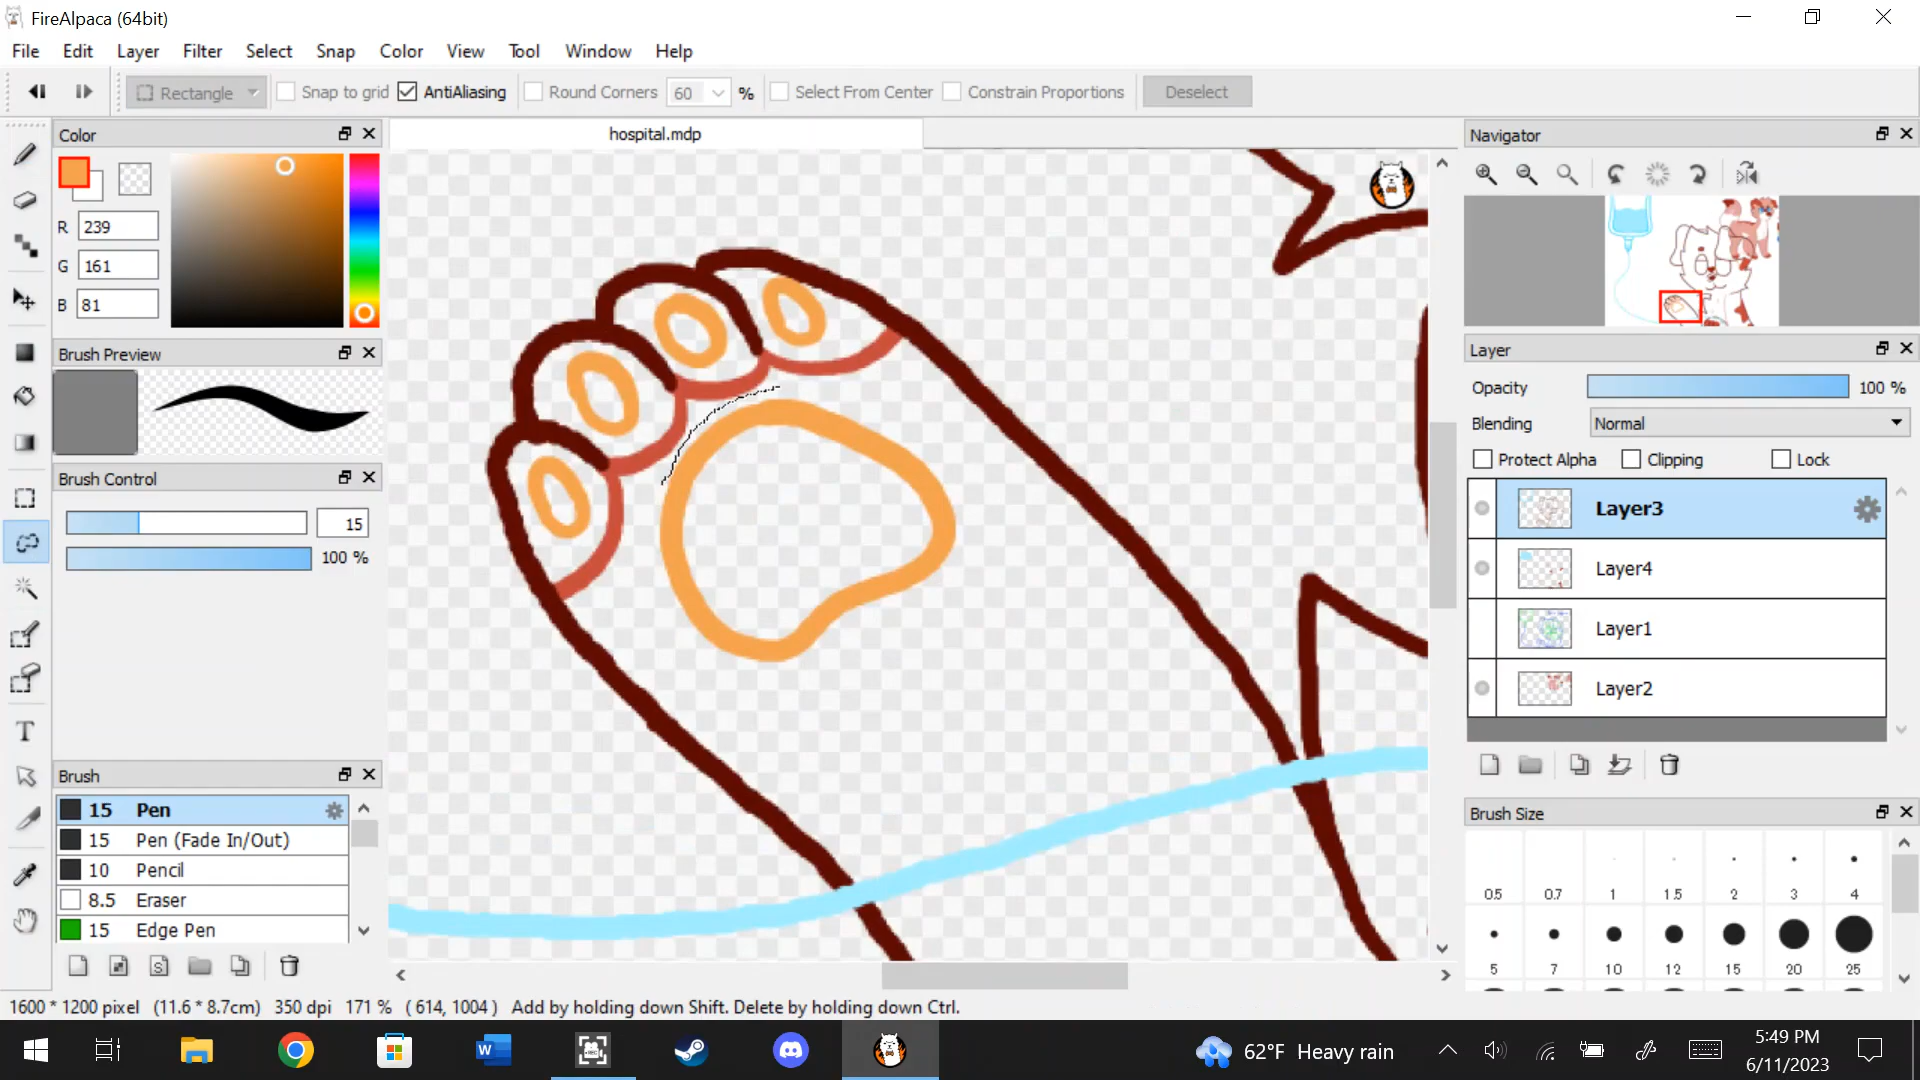 FireAlpaca (64bit)
File Edit Layer Filter Select Snap Color View Tool Window Help
Rectangle Snap to grid AntiAliasing Round Corners 60 % Select From Center Constrain Proportions Deselect
Color
hospital.mdp
Navigator
R 239
G 161
B 81
Brush Preview
Layer
Opacity 100 %
Blending Normal
Protect Alpha Clipping Lock
Brush Control
15
100 %
Layer3
Layer4
Layer1
Layer2
T
Brush
15 Pen
15 Pen (Fade In/Out)
10 Pencil
8.5 Eraser
15 Edge Pen
S
Brush Size
0.5 0.7 1 1.5 2 3 4
5 7 10 12 15 20 25
1600 * 1200 pixel (11.6 * 8.7cm) 350 dpi 171 % ( 614, 1004 ) Add by holding down Shift. Delete by holding down Ctrl.
W
REC
62°F Heavy rain
5:49 PM
6/11/2023